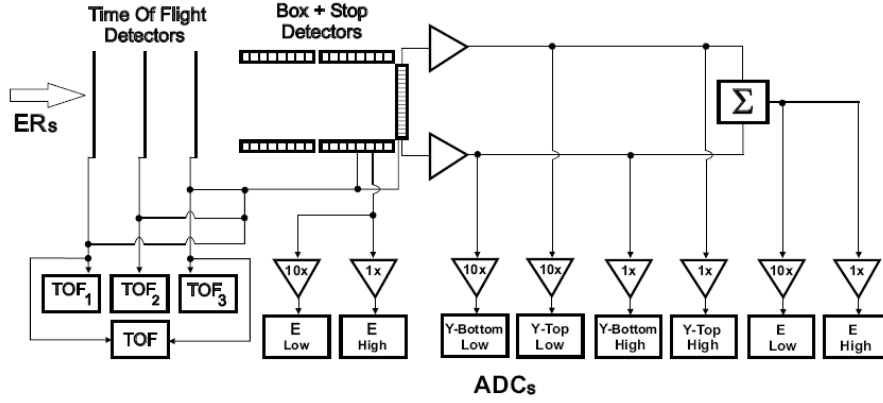 Time Of Flight
Detectors
Box + Stop
Detectors
ERs
Σ
10x
1x
10x
10x
1x
1x
10x
1x
TOF1
TOF2
TOF3
TOF
E
Low
E
High
Y-Bottom
Low
Y-Top
Low
Y-Bottom
High
Y-Top
High
E
Low
E
High
ADCs